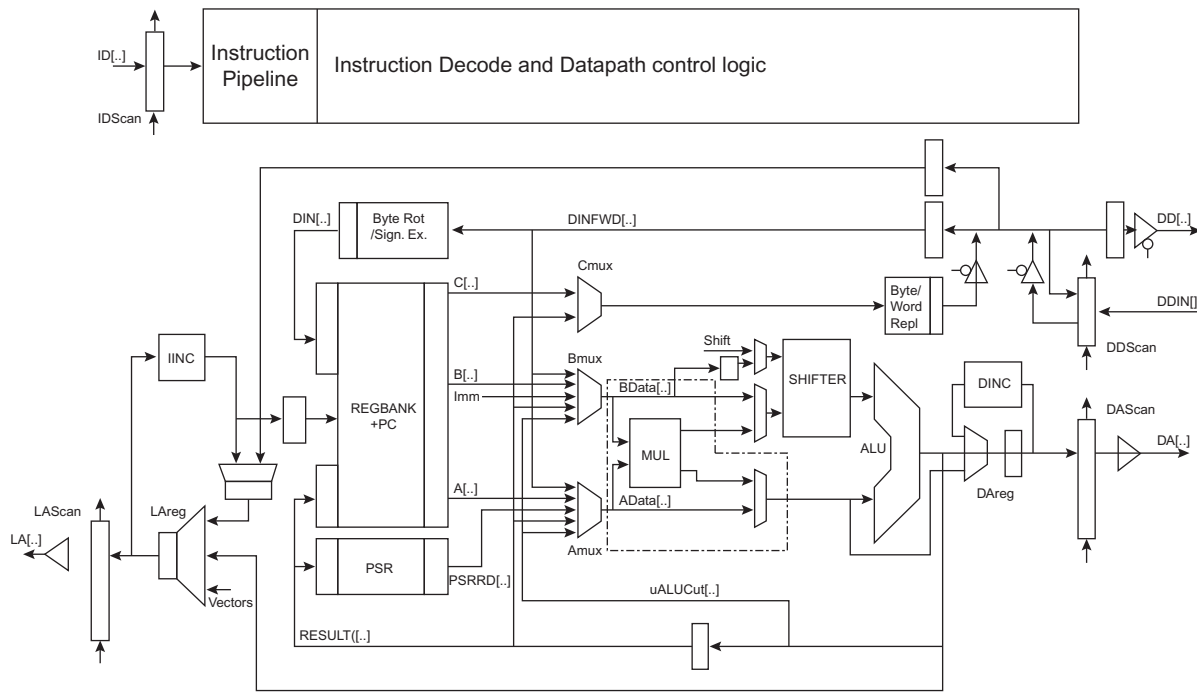 ID[..]
IDScan
Instruction
Pipeline
Instruction Decode and Datapath control logic
DIN[..]
Byte Rot
/Sign. Ex.
DINFWD[..]
DD[..]
Cmux
C[..]
Byte/
Word
Repl
DDIN[]
DDScan
IINC
Shift
Bmux
B[..]
BData[..]
Imm
SHIFTER
DINC
DAScan
REGBANK
+PC
MUL
ALU
DA[..]
DAreg
LAScan
LAreg
A[..]
AData[..]
LA[..]
Amux
PSR
PSRRD[..]
Vectors
uALUCut[..]
RESULT([..]